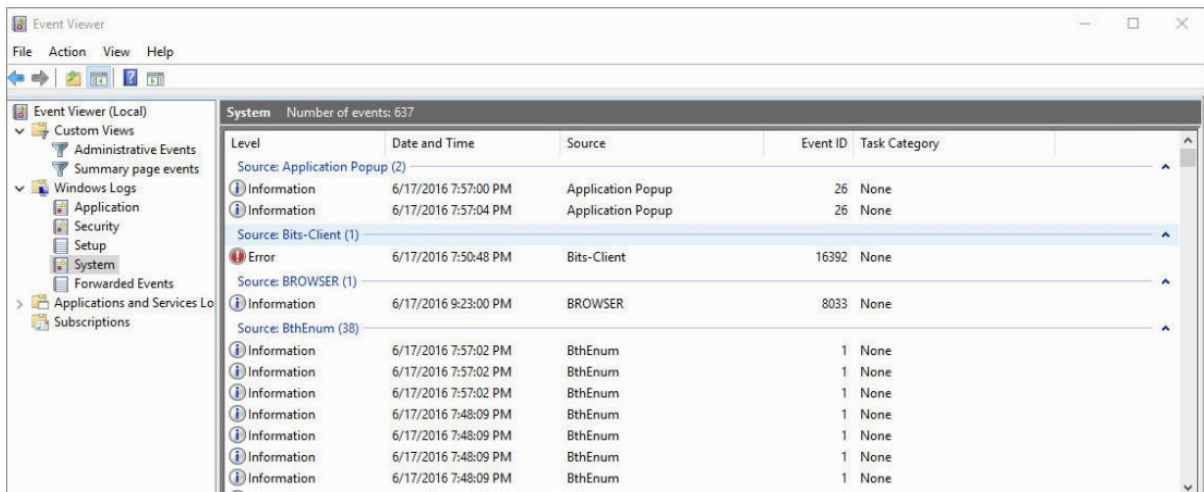 Event Viewer
File Action View Help
Event Viewer (Local)
Custom Views
Administrative Events
Summary page events
Windows Logs
Application
Security
Setup
System
Forwarded Events
Applications and Services Lo
Subscriptions
System Number of events: 637
Level Date and Time Source Event ID Task Category
Source: Application Popup (2)
Information 6/17/2016 7:57:00 PM Application Popup 26 None
Information 6/17/2016 7:57:04 PM Application Popup 26 None
Source: Bits-Client (1)
Error 6/17/2016 7:50:48 PM Bits-Client 16392 None
Source: BROWSER (1)
Information 6/17/2016 9:23:00 PM BROWSER 8033 None
Source: BthEnum (38)
Information 6/17/2016 7:57:02 PM BthEnum 1 None
Information 6/17/2016 7:57:02 PM BthEnum 1 None
Information 6/17/2016 7:57:02 PM BthEnum 1 None
Information 6/17/2016 7:48:09 PM BthEnum 1 None
Information 6/17/2016 7:48:09 PM BthEnum 1 None
Information 6/17/2016 7:48:09 PM BthEnum 1 None
Information 6/17/2016 7:48:09 PM BthEnum 1 None